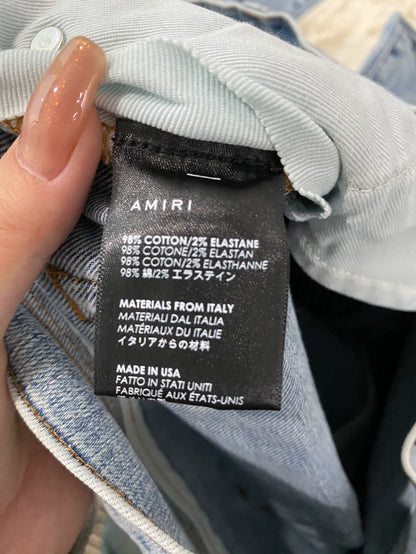 AMIRI
98% COTTON/2% ELASTANE
98% COTONE/2% ELASTAN
98% COTON/2% ELASTHANNE
98% 綿/2% エラステイン
MATERIALS FROM ITALY
MATERIALI DAL ITALIA
MATÉRIAUX DU ITALIE
イタリアからの材料
MADE IN USA
FATTO IN STATI UNITI
FABRIQUÉ AUX ÉTATS-UNIS